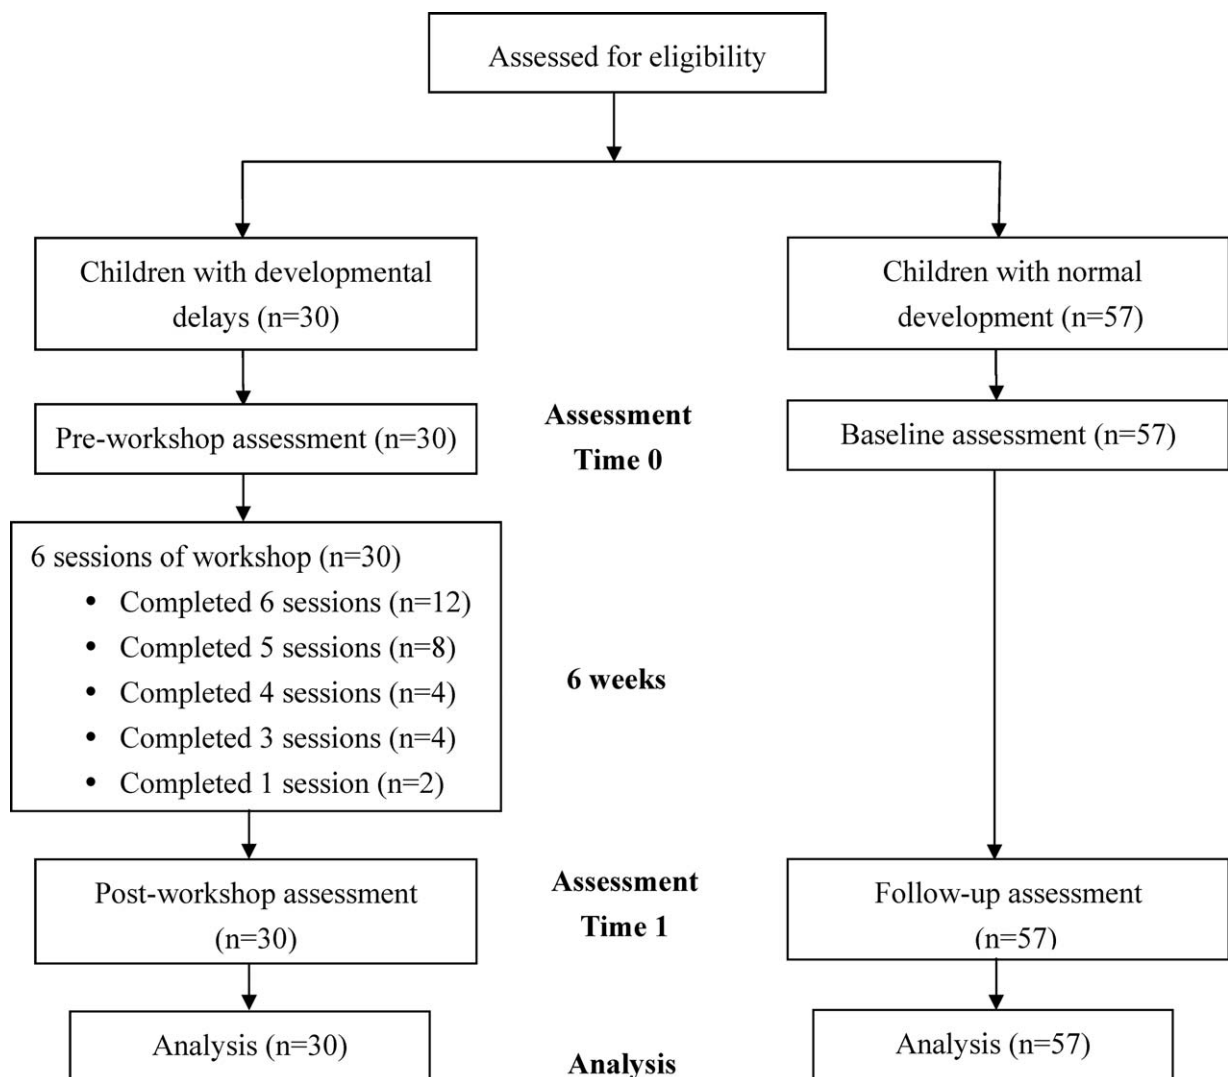 Assessed for eligibility
Children with developmental
delays (n=30)
Children with normal
development (n=57)
Pre-workshop assessment (n=30)
Assessment
Time 0
Baseline assessment (n=57)
6 sessions of workshop (n=30)
• Completed 6 sessions (n=12)
• Completed 5 sessions (n=8)
• Completed 4 sessions (n=4)
• Completed 3 sessions (n=4)
• Completed 1 session (n=2)
6 weeks
Post-workshop assessment
(n=30)
Assessment
Time 1
Follow-up assessment
(n=57)
Analysis (n=30)
Analysis
Analysis (n=57)